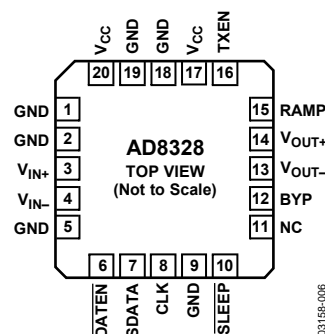 VCC GND GND VCC TXEN
20 19 18 17 16
GND 1
GND 2
VIN+ 3
VIN– 4
GND 5
AD8328
TOP VIEW
(Not to Scale)
15 RAMP
14 VOUT+
13 VOUT–
12 BYP
11 NC
6 7 8 9 10
DATEN SDATA CLK GND SLEEP
03158-006